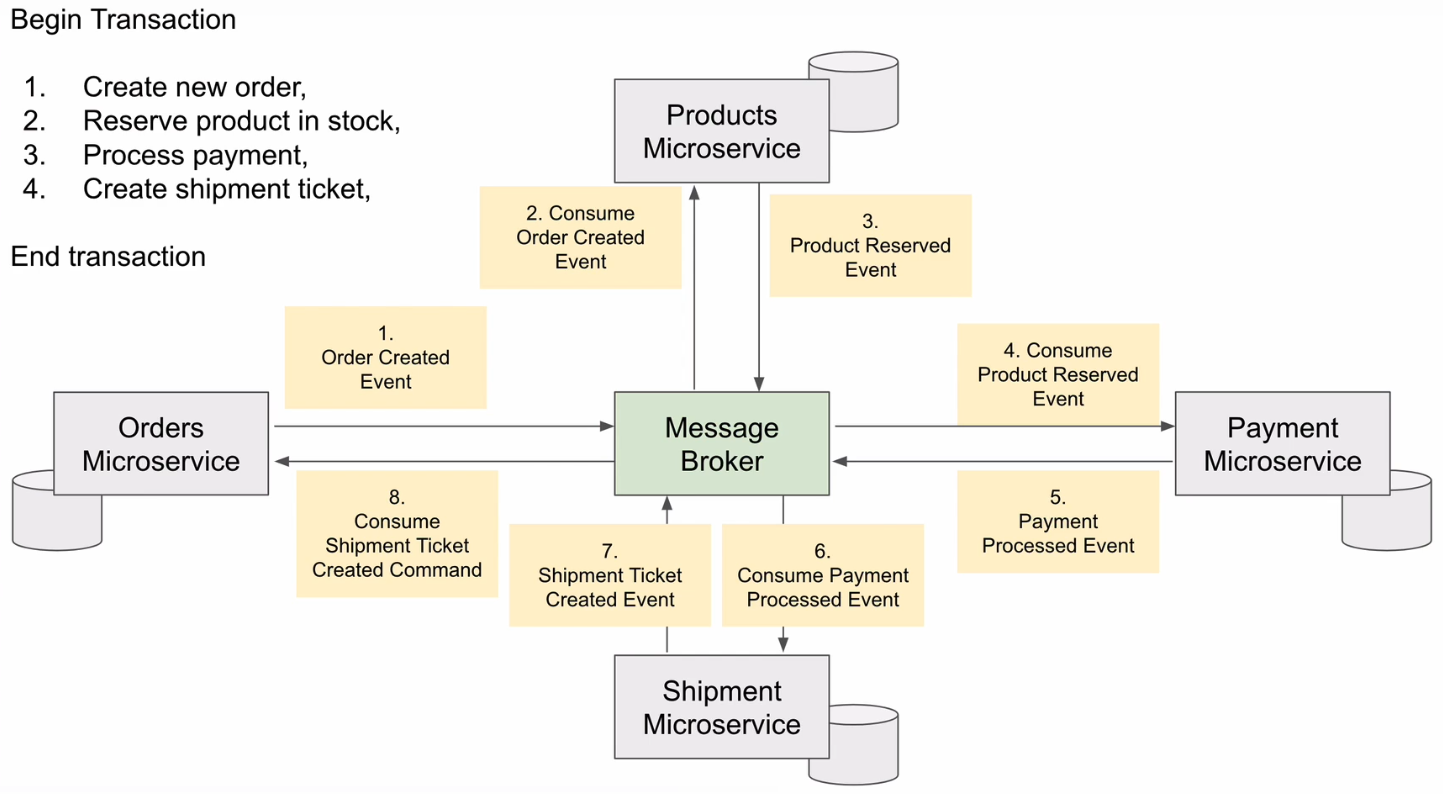 Begin Transaction
1. Create new order,
2. Reserve product in stock,
3. Process payment,
4. Create shipment ticket,
End transaction
Products
Microservice
2. Consume
Order Created
Event
3.
Product Reserved
Event
1.
Order Created
Event
4. Consume
Product Reserved
Event
Orders
Microservice
Message
Broker
Payment
Microservice
8.
Consume
Shipment Ticket
Created Command
7.
Shipment Ticket
Created Event
6.
Consume Payment
Processed Event
5.
Payment
Processed Event
Shipment
Microservice